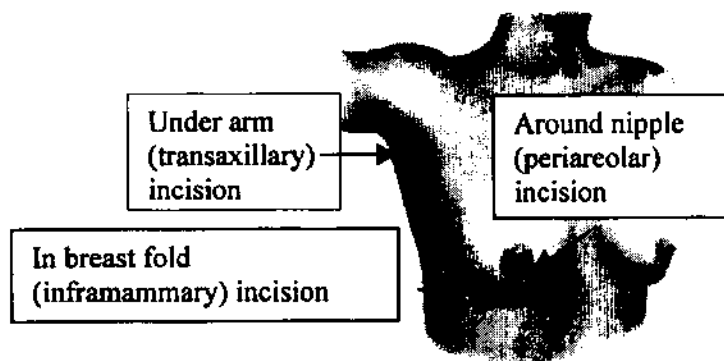 Under arm
(transaxillary)
incision
Around nipple
(periareolar)
incision
In breast fold
(inframammary) incision